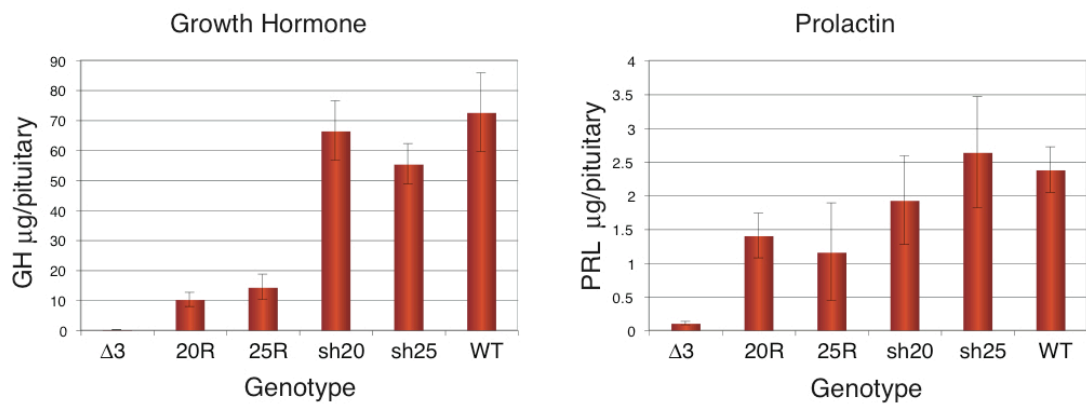 Growth Hormone
GH µg/pituitary
90
80
70
60
50
40
30
20
10
0
Δ3 20R 25R sh20 sh25 WT
Genotype
Prolactin
PRL µg/pituitary
4
3.5
3
2.5
2
1.5
1
0.5
0
Δ3 20R 25R sh20 sh25 WT
Genotype